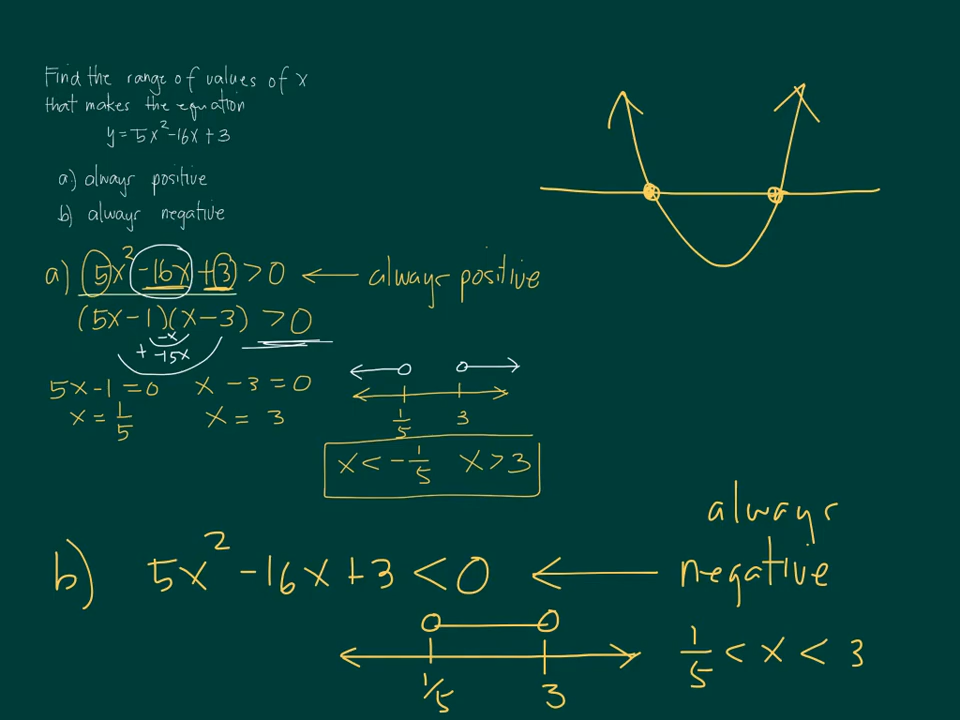 Find the range of values of x
that makes the equation
y = 5x² - 16x + 3
a.) always positive
b.) always negative
a) 5x² - 16x + 3 > 0 ← always positive
(5x - 1)(x - 3) > 0
-x
+ -15x
5x - 1 = 0 x - 3 = 0
x = 1/5 x = 3
1/5 3
x < -1/5 x > 3
b) 5x² - 16x + 3 < 0 ← always negative
1/5 3
1/5 < x < 3